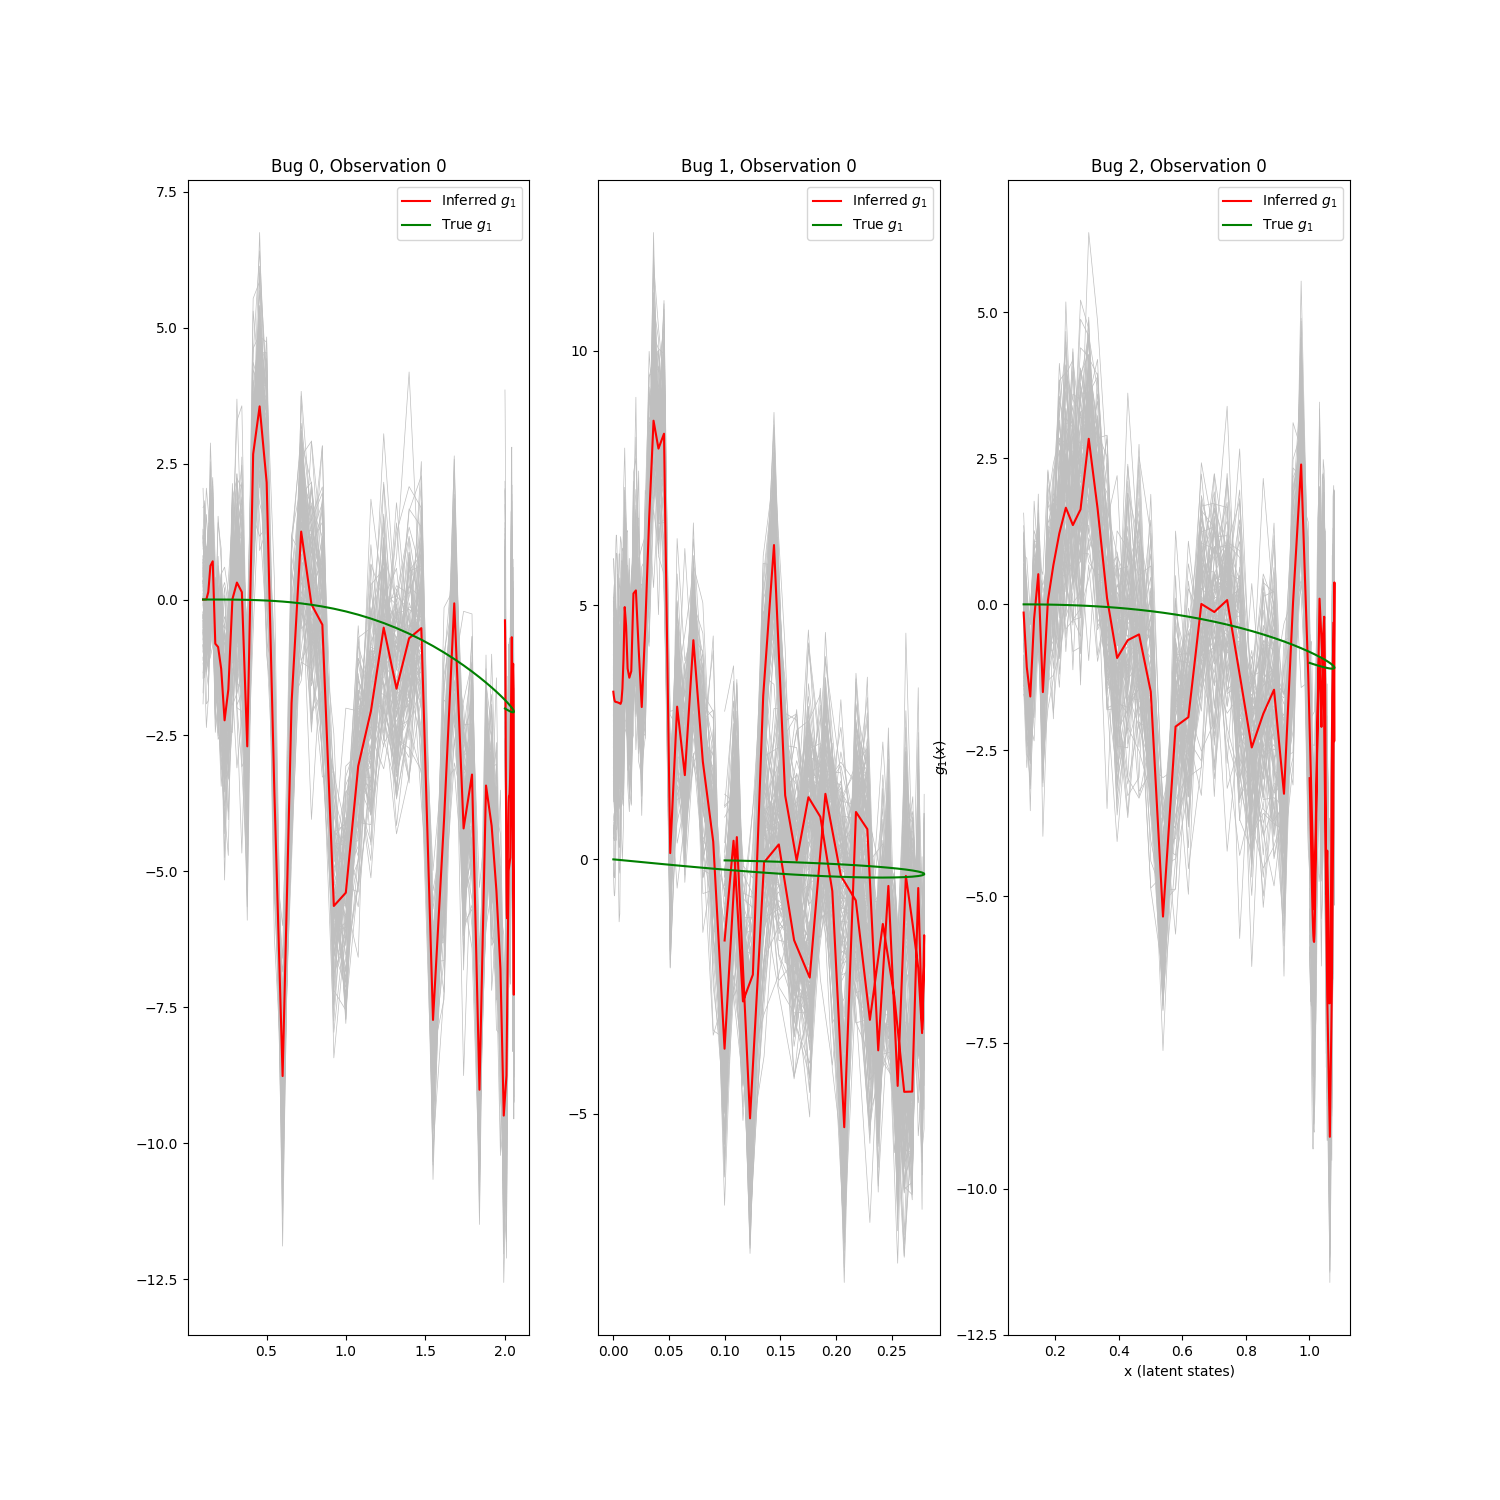 Bug 0, Observation 0
Inferred g₁
True g₁
7.5
5.0
2.5
0.0
−2.5
−5.0
−7.5
−10.0
−12.5
0.5 1.0 1.5 2.0
Bug 1, Observation 0
Inferred g₁
True g₁
10
5
0
−5
0.00 0.05 0.10 0.15 0.20 0.25
Bug 2, Observation 0
Inferred g₁
True g₁
g₁(x)
5.0
2.5
0.0
−2.5
−5.0
−7.5
−10.0
−12.5
0.2 0.4 0.6 0.8 1.0
x (latent states)